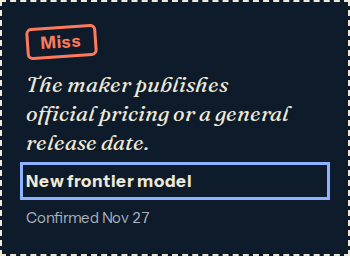 Miss
The maker publishes
official pricing or a general
release date.
New frontier model
Confirmed Nov 27